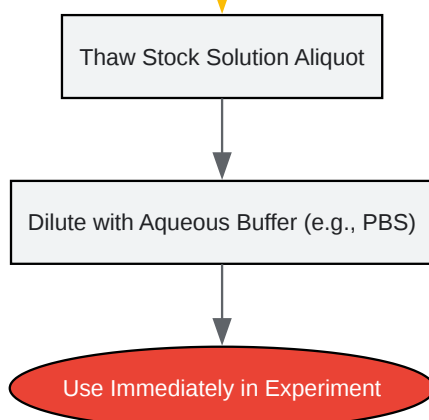 Thaw Stock Solution Aliquot
Dilute with Aqueous Buffer (e.g., PBS)
Use Immediately in Experiment